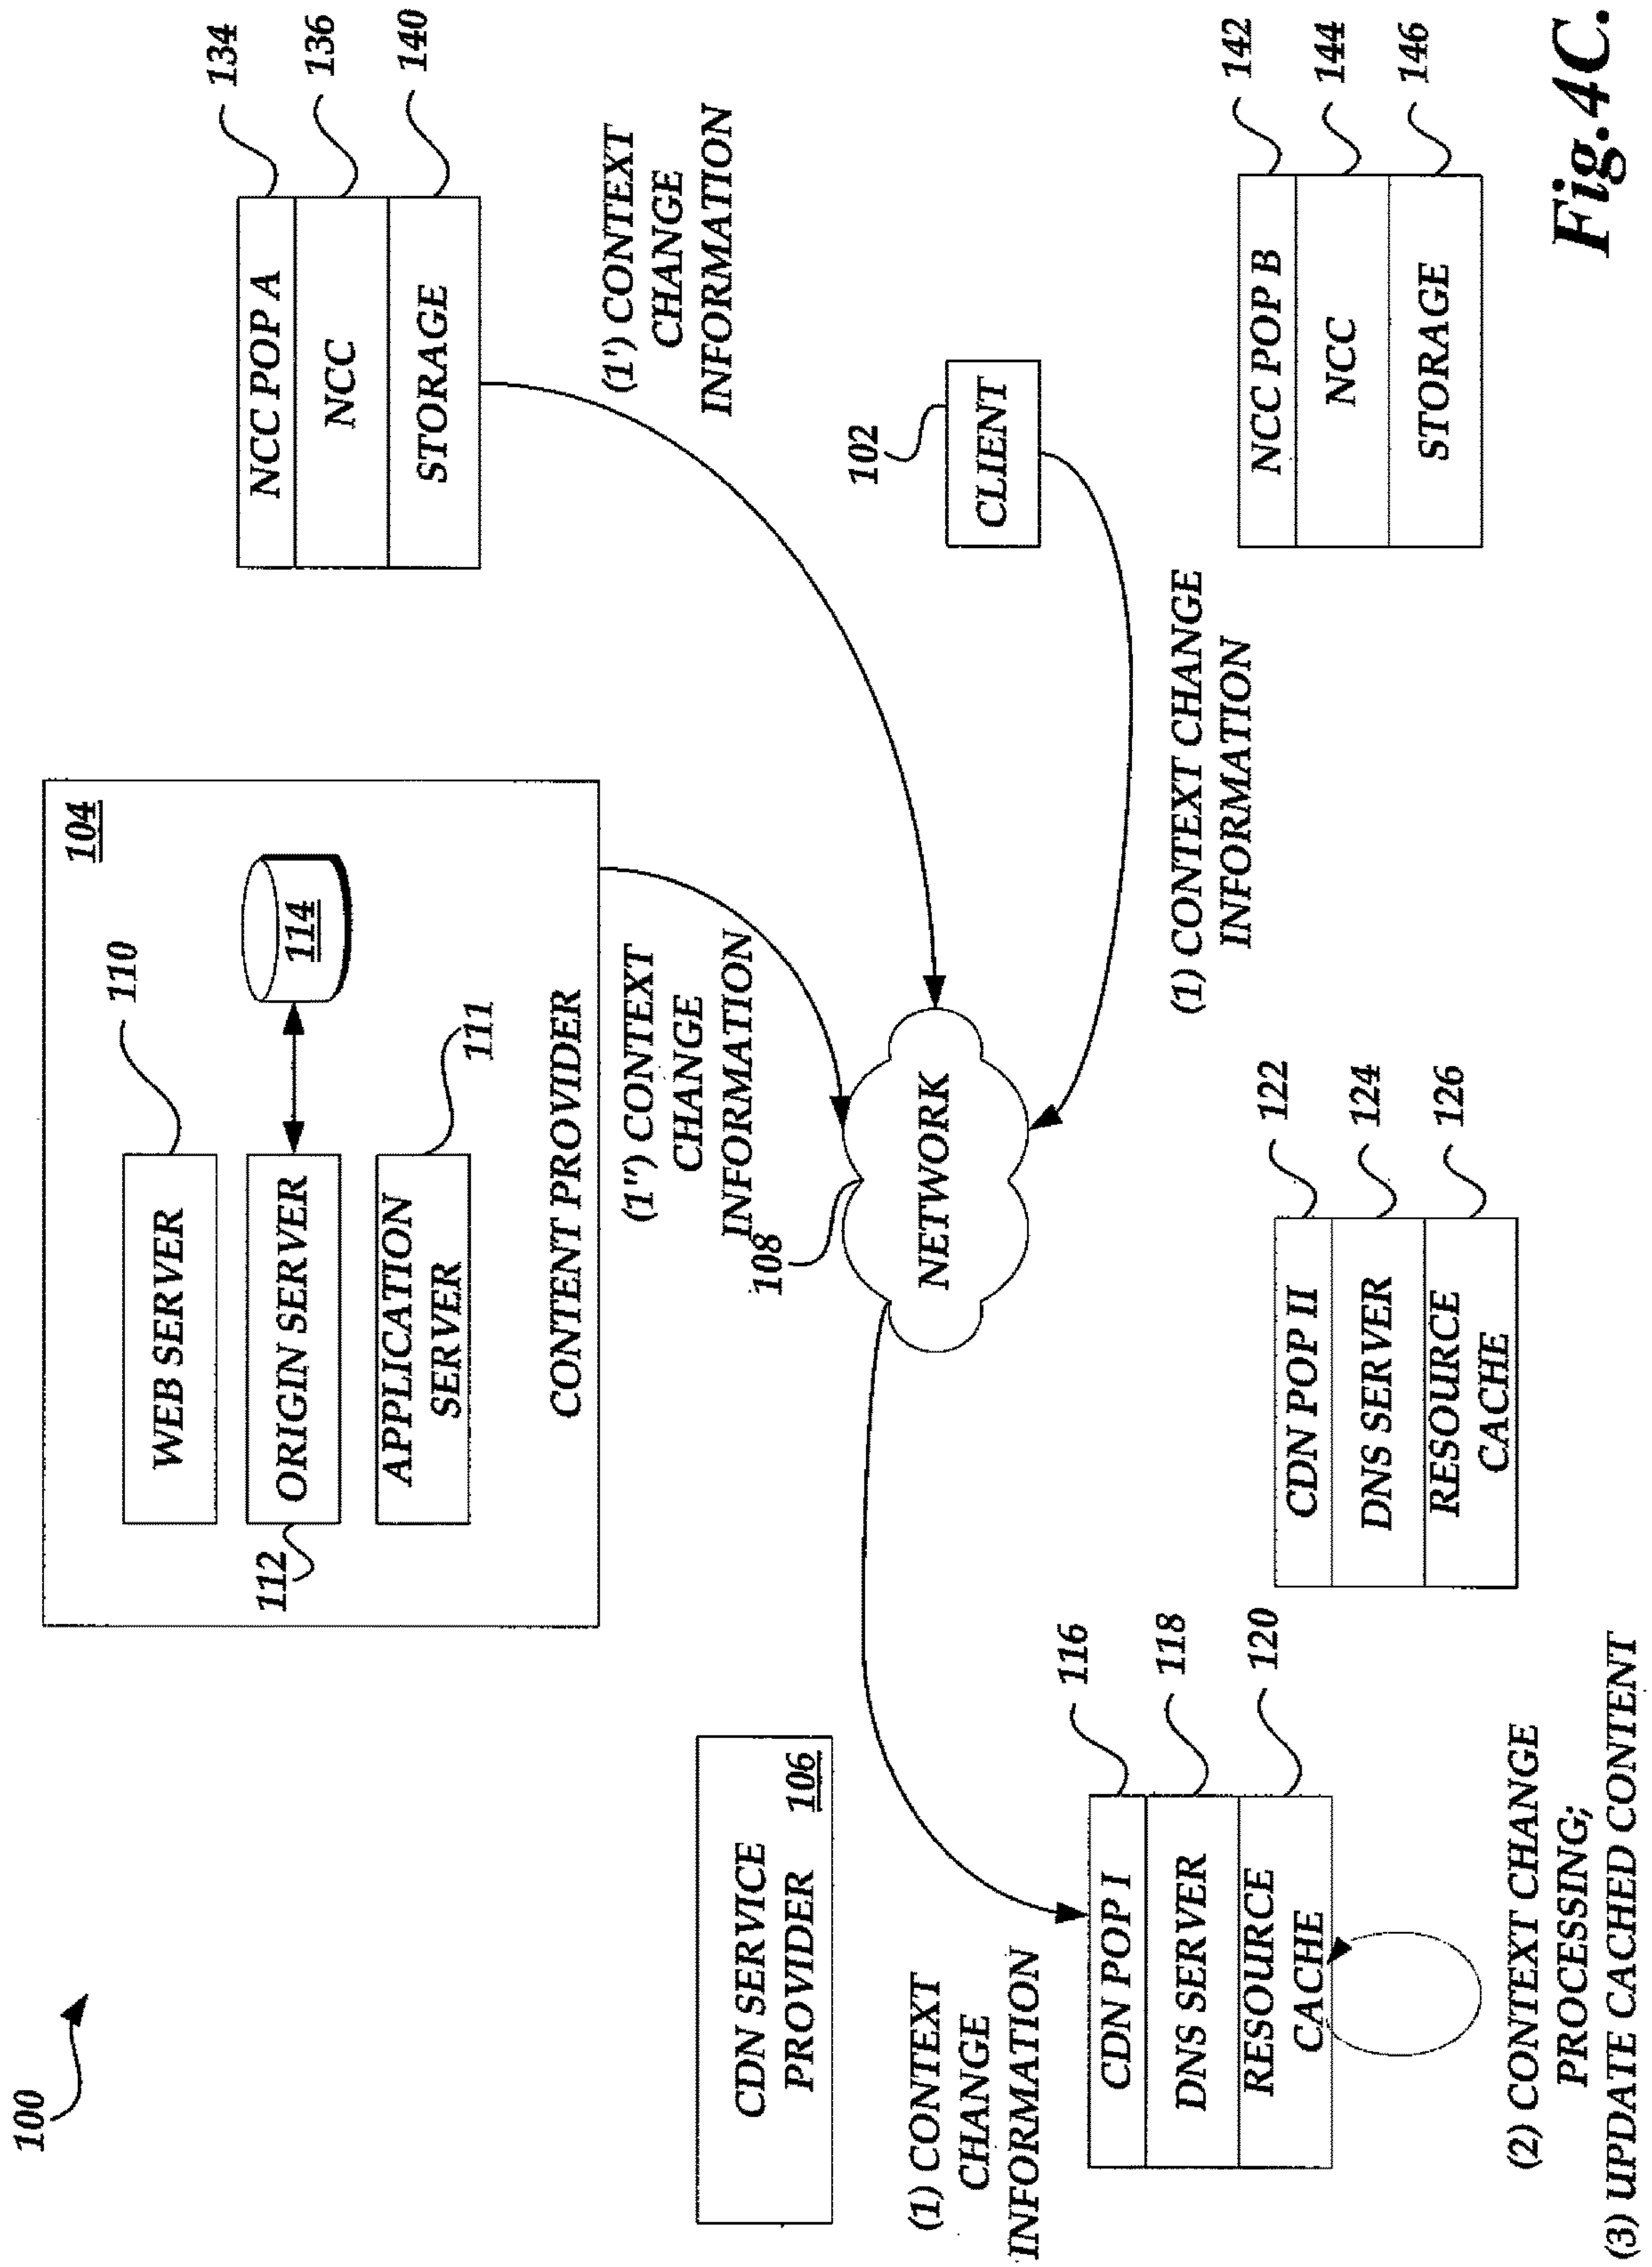 100
104
110
WEB SERVER
ORIGIN SERVER
112
114
APPLICATION
SERVER
111
CONTENT PROVIDER
134
NCC POP A
136
NCC
140
STORAGE
CDN SERVICE
PROVIDER
106
(1") CONTEXT
CHANGE
INFORMATION
(1') CONTEXT
CHANGE
INFORMATION
108
NETWORK
102
CLIENT
(1) CONTEXT
CHANGE
INFORMATION
(1) CONTEXT CHANGE
INFORMATION
116
CDN POP I
118
DNS SERVER
120
RESOURCE
CACHE
122
CDN POP II
124
DNS SERVER
126
RESOURCE
CACHE
142
NCC POP B
144
NCC
146
STORAGE
(2) CONTEXT CHANGE
PROCESSING;
(3) UPDATE CACHED CONTENT
Fig.4C.